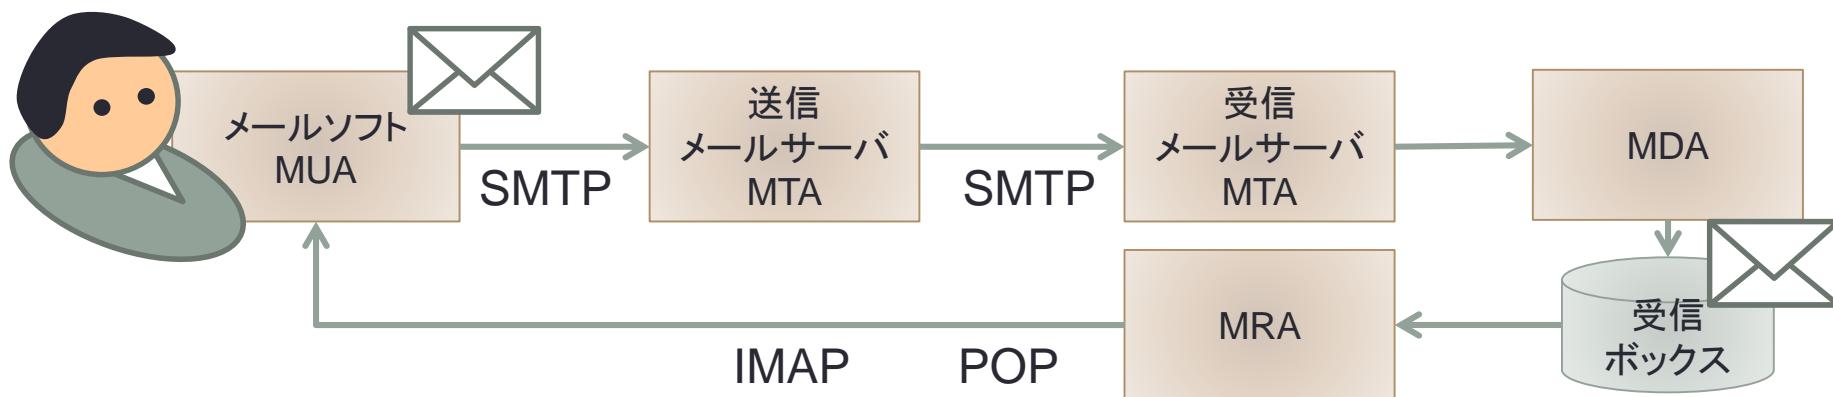 メールソフト
MUA
SMTP
送信
メールサーバ
MTA
SMTP
受信
メールサーバ
MTA
MDA
受信
ボックス
MRA
IMAP
POP